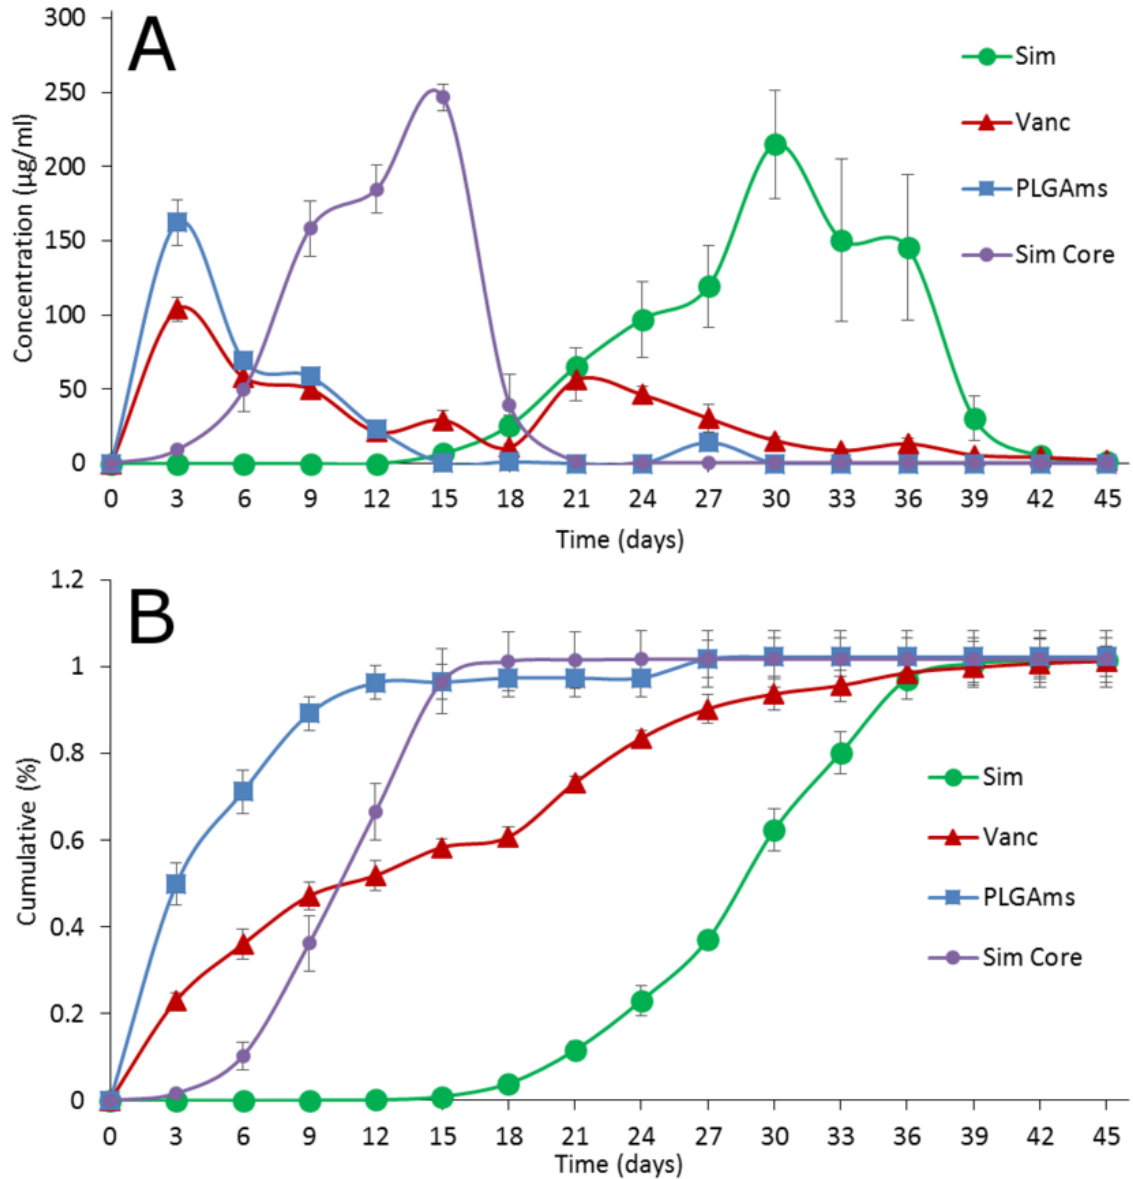 A
300
250
200
150
100
50
0
Concentration (µg/ml)
Sim
Vanc
PLGAms
Sim Core
0 3 6 9 12 15 18 21 24 27 30 33 36 39 42 45
Time (days)
B
1.2
1
0.8
0.6
0.4
0.2
0
Cumulative (%)
Sim
Vanc
PLGAms
Sim Core
0 3 6 9 12 15 18 21 24 27 30 33 36 39 42 45
Time (days)